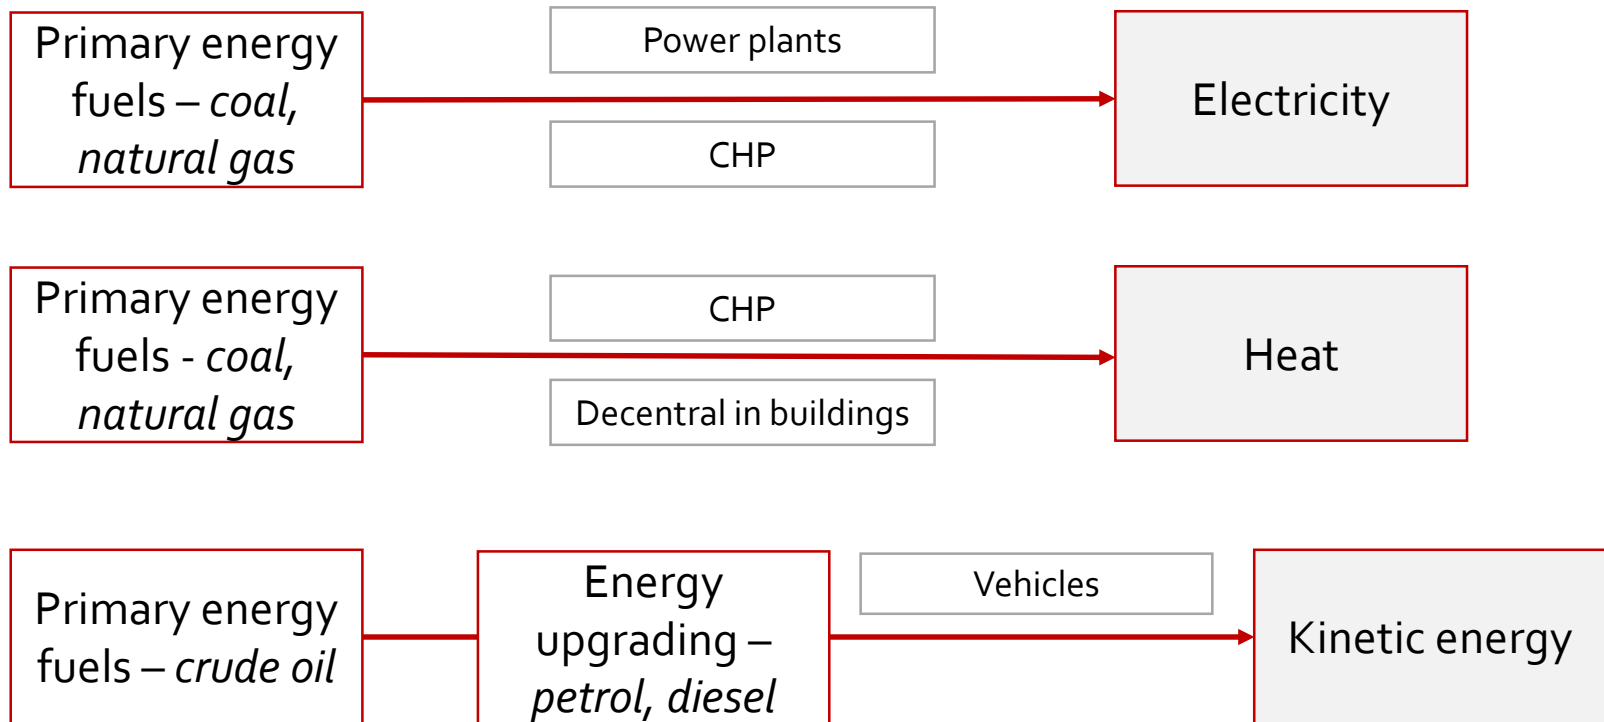 Primary energy
fuels – coal,
natural gas
Power plants
CHP
Electricity
Primary energy
fuels - coal,
natural gas
CHP
Decentral in buildings
Heat
Primary energy
fuels – crude oil
Energy
upgrading –
petrol, diesel
Vehicles
Kinetic energy